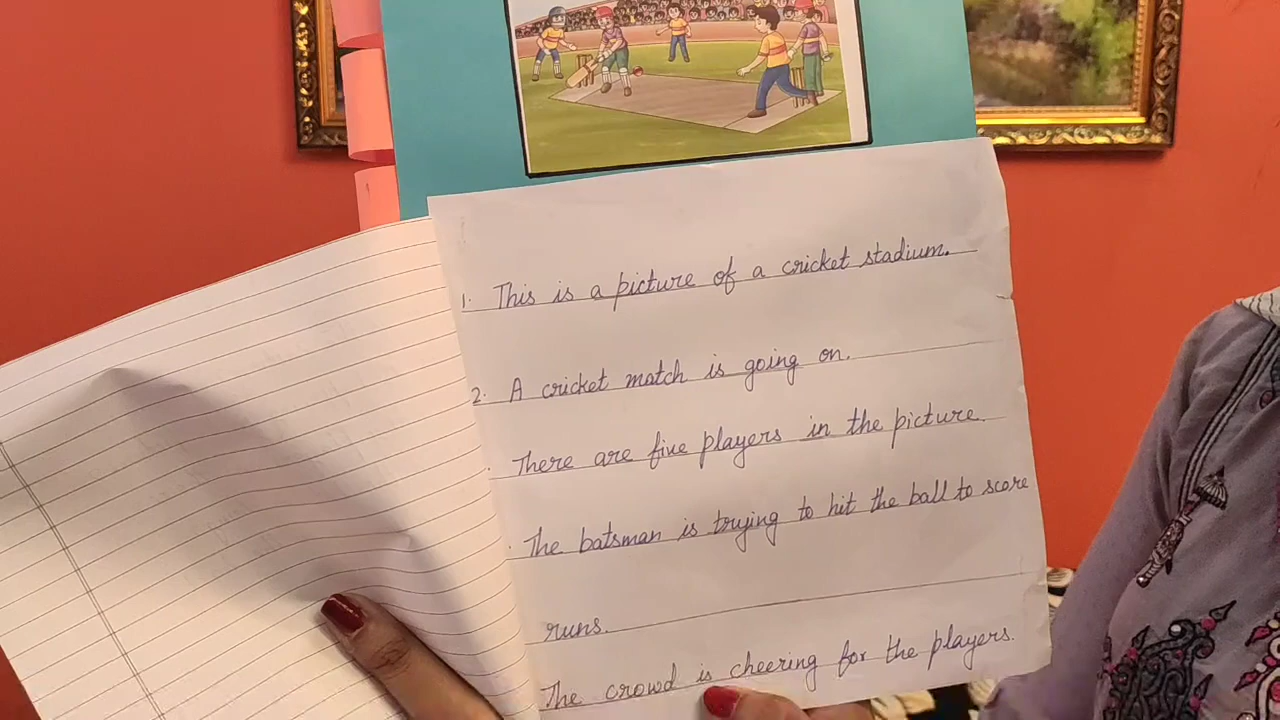 1. This is a picture of a cricket stadium.
2. A cricket match is going on.
. There are five players in the picture.
. The batsman is trying to hit the ball to score
runs.
The crowd is cheering for the players.